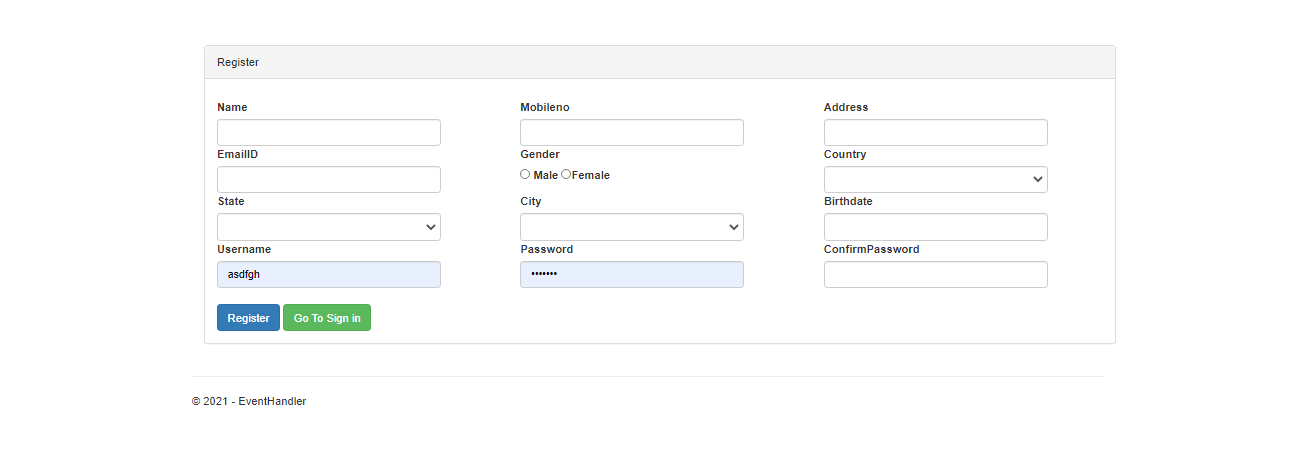 Register
Name Mobileno Address
EmailID Gender Country
Male Female
State City Birthdate
Username Password ConfirmPassword
asdfgh •••••••
Register Go To Sign in
© 2021 - EventHandler